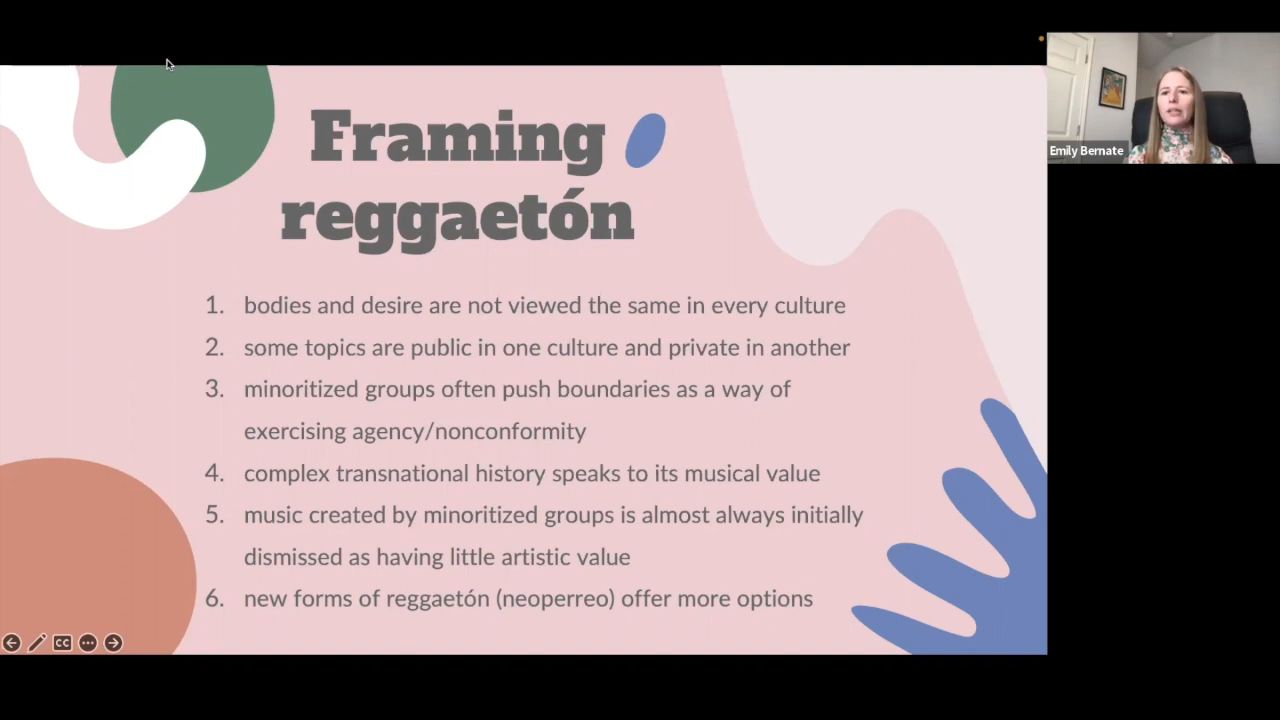 Framing
reggaetón
1. bodies and desire are not viewed the same in every culture
2. some topics are public in one culture and private in another
3. minoritized groups often push boundaries as a way of
exercising agency/nonconformity
4. complex transnational history speaks to its musical value
5. music created by minoritized groups is almost always initially
dismissed as having little artistic value
6. new forms of reggaetón (neoperreo) offer more options
Emily Bernate
CC